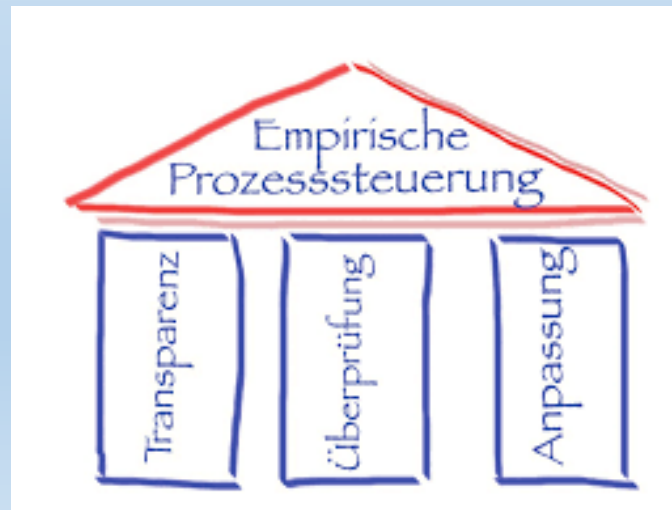 Empirische
Prozesssteuerung
Transparenz
Überprüfung
Anpassung